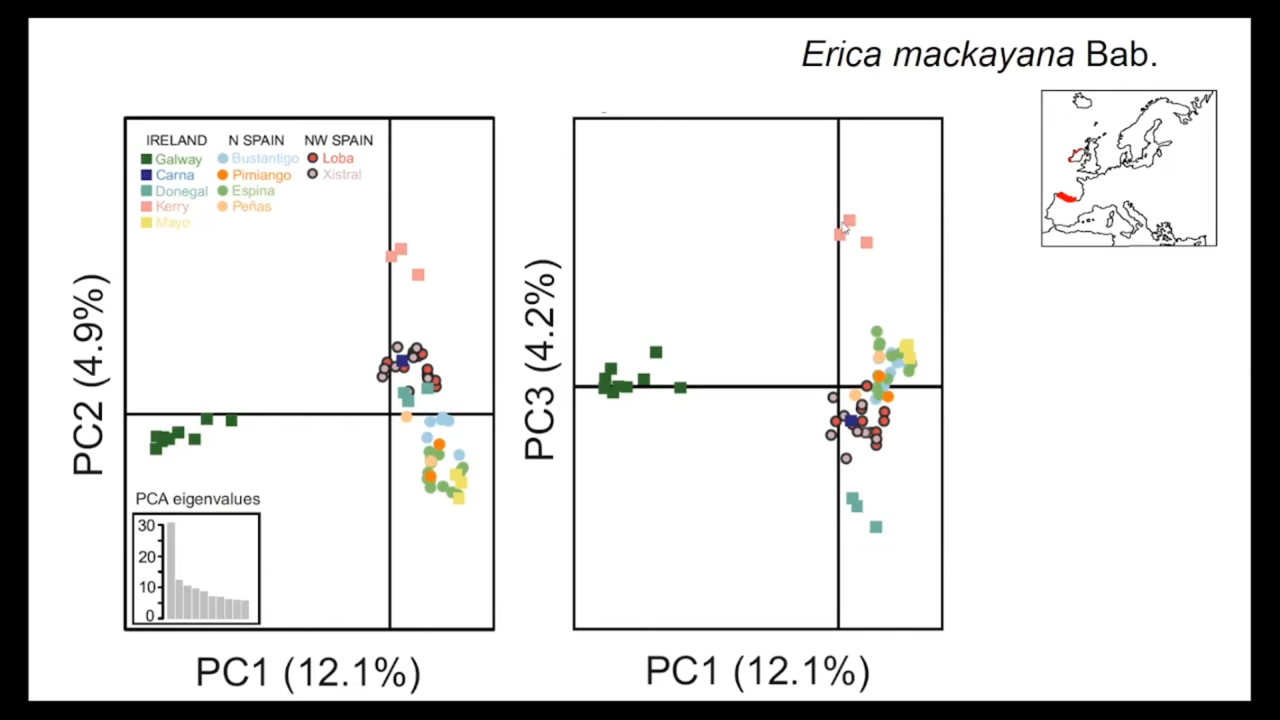 Erica mackayana Bab.
IRELAND N SPAIN NW SPAIN
Galway Bustantigo Loba
Carna Pimiango Xistral
Donegal Espina
Kerry Peñas
Mayo
PC2 (4.9%)
PCA eigenvalues
30
20
10
0
PC1 (12.1%)
PC3 (4.2%)
PC1 (12.1%)